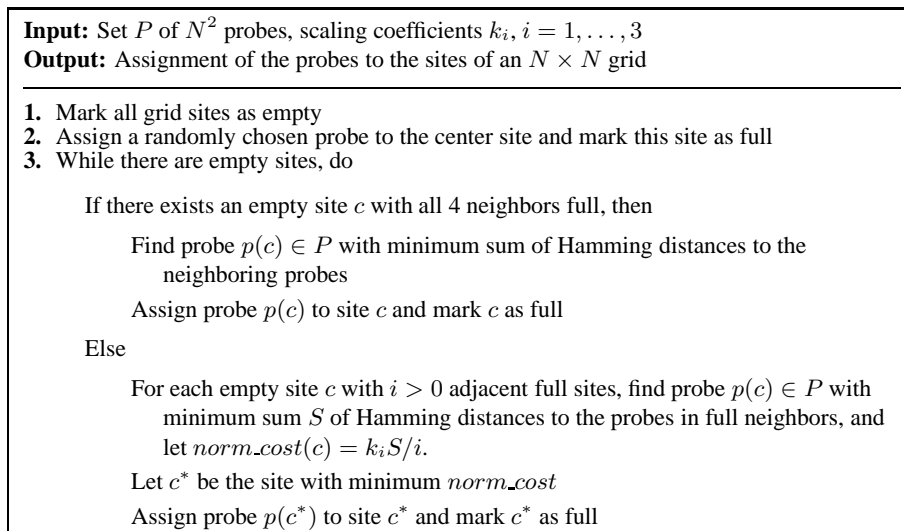 Input: Set P of N² probes, scaling coefficients kᵢ, i = 1, . . . , 3
Output: Assignment of the probes to the sites of an N × N grid
1. Mark all grid sites as empty
2. Assign a randomly chosen probe to the center site and mark this site as full
3. While there are empty sites, do
If there exists an empty site c with all 4 neighbors full, then
Find probe p(c) ∈ P with minimum sum of Hamming distances to the
neighboring probes
Assign probe p(c) to site c and mark c as full
Else
For each empty site c with i > 0 adjacent full sites, find probe p(c) ∈ P with
minimum sum S of Hamming distances to the probes in full neighbors, and
let norm_cost(c) = kᵢS/i.
Let c* be the site with minimum norm_cost
Assign probe p(c*) to site c* and mark c* as full